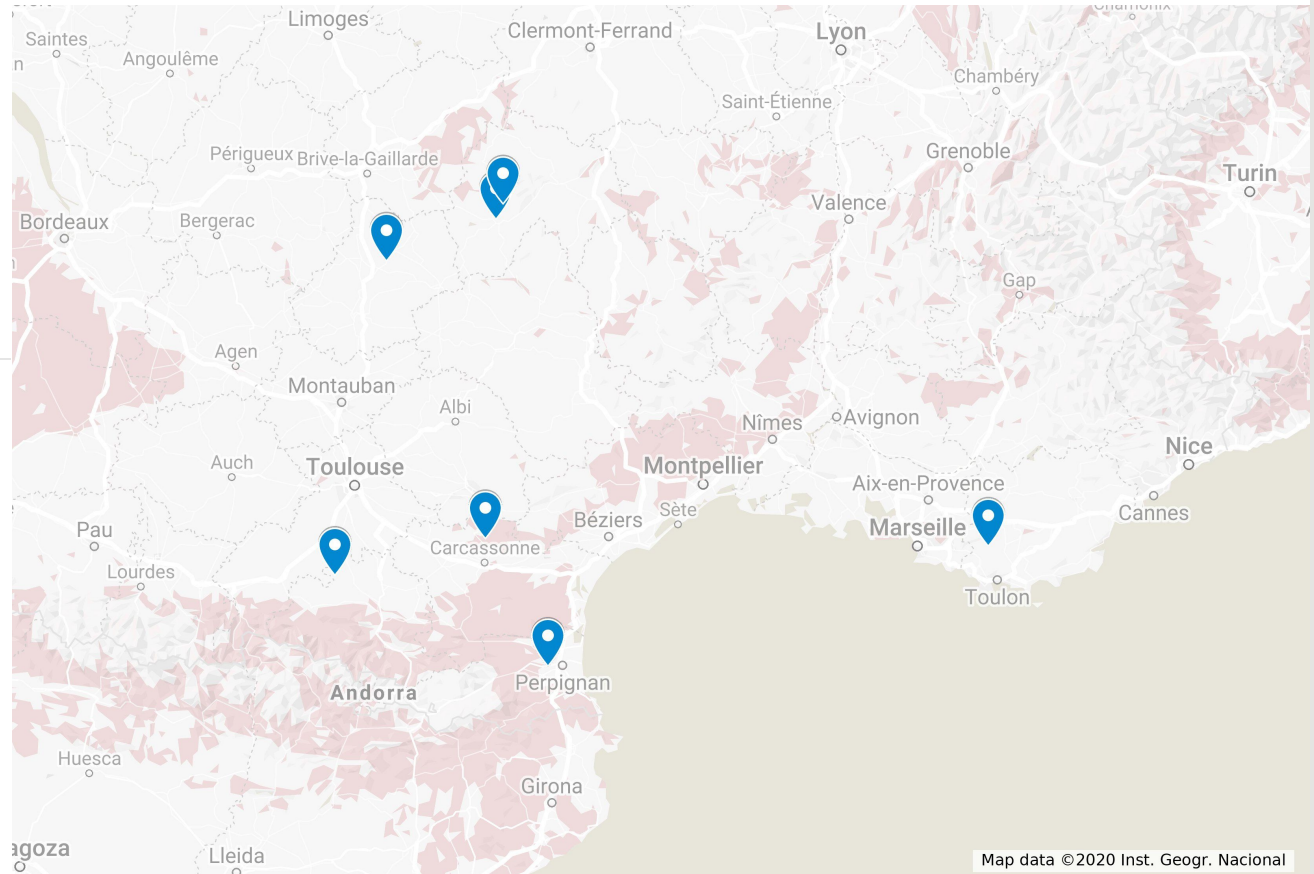 Limoges
Clermont-Ferrand
Lyon
Chamonix
Saintes
Angoulême
Chambéry
Saint-Étienne
Périgueux
Brive-la-Gaillarde
Grenoble
Turin
Bordeaux
Bergerac
Valence
Gap
Agen
Montauban
Albi
Nîmes
Avignon
Auch
Toulouse
Montpellier
Nice
Aix-en-Provence
Sète
Béziers
Cannes
Pau
Marseille
Carcassonne
Lourdes
Toulon
Perpignan
Andorra
Huesca
Girona
agoza
Lleida
Map data ©2020 Inst. Geogr. Nacional